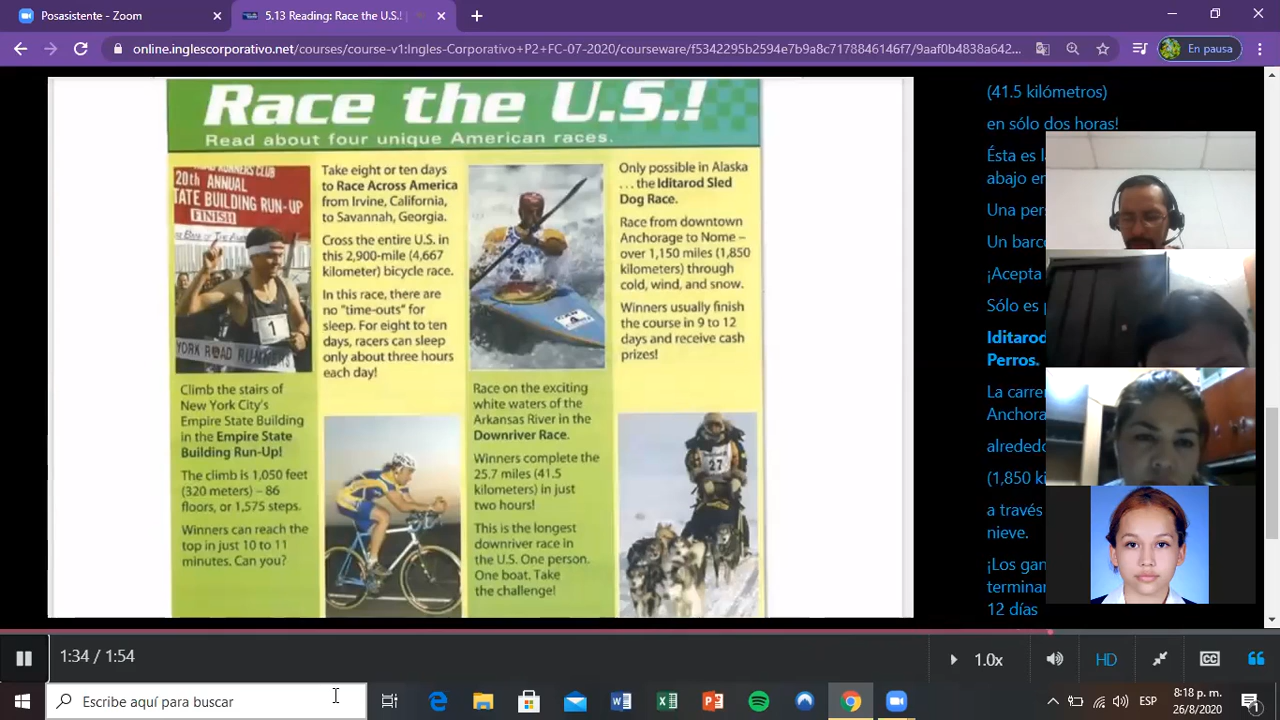 Posasistente - Zoom
5.13 Reading: Race the U.S.! |
online.inglescorporativo.net/courses/course-v1:Ingles-Corporativo+P2+FC-07-2020/courseware/f5342295b2594e7b9a8c7178846146f7/9aaf0b4838a642...
En pausa
Race the U.S.!
Read about four unique American races.
20th ANNUAL
TATE BUILDING RUN-UP
FINISH
1
YORK ROAD RUNNERS
Climb the stairs of
New York City's
Empire State Building
in the Empire State
Building Run-Up!
The climb is 1,050 feet
(320 meters) – 86
floors, or 1,575 steps.
Winners can reach the
top in just 10 to 11
minutes. Can you?
Take eight or ten days
to Race Across America
from Irvine, California,
to Savannah, Georgia.
Cross the entire U.S. in
this 2,900-mile (4,667
kilometer) bicycle race.
In this race, there are
no "time-outs" for
sleep. For eight to ten
days, racers can sleep
only about three hours
each day!
Race on the exciting
white waters of the
Arkansas River in the
Downriver Race.
Winners complete the
25.7 miles (41.5
kilometers) in just
two hours!
This is the longest
downriver race in
the U.S. One person.
One boat. Take
the challenge!
Only possible in Alaska
. . . the Iditarod Sled
Dog Race.
Race from downtown
Anchorage to Nome –
over 1,150 miles (1,850
kilometers) through
cold, wind, and snow.
Winners usually finish
the course in 9 to 12
days and receive cash
prizes!
27
(41.5 kilómetros)
en sólo dos horas!
Ésta es l
abajo en
Una per
Un barc
¡Acepta
Sólo es p
Iditarod
Perros.
La carre
Anchora
alrededo
(1,850 ki
a través
nieve.
¡Los gan
terminar
12 días
1:34 / 1:54
1.0x
HD
CC
Escribe aquí para buscar
ESP
8:18 p. m.
26/8/2020